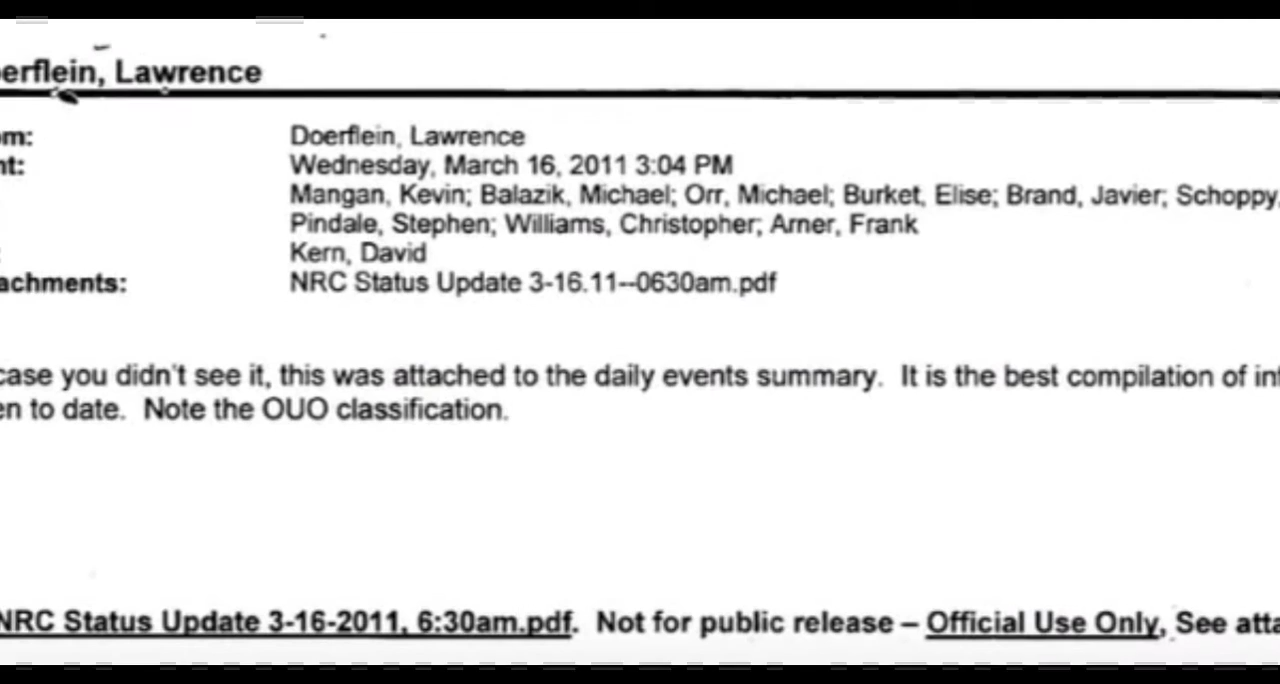 erflein, Lawrence
om: Doerflein, Lawrence
nt: Wednesday, March 16, 2011 3:04 PM
Mangan, Kevin; Balazik, Michael; Orr, Michael; Burket, Elise; Brand, Javier; Schoppy,
Pindale, Stephen; Williams, Christopher; Arner, Frank
: Kern, David
achments: NRC Status Update 3-16.11--0630am.pdf
case you didn't see it, this was attached to the daily events summary. It is the best compilation of inf
en to date. Note the OUO classification.
NRC Status Update 3-16-2011, 6:30am.pdf. Not for public release – Official Use Only, See atta